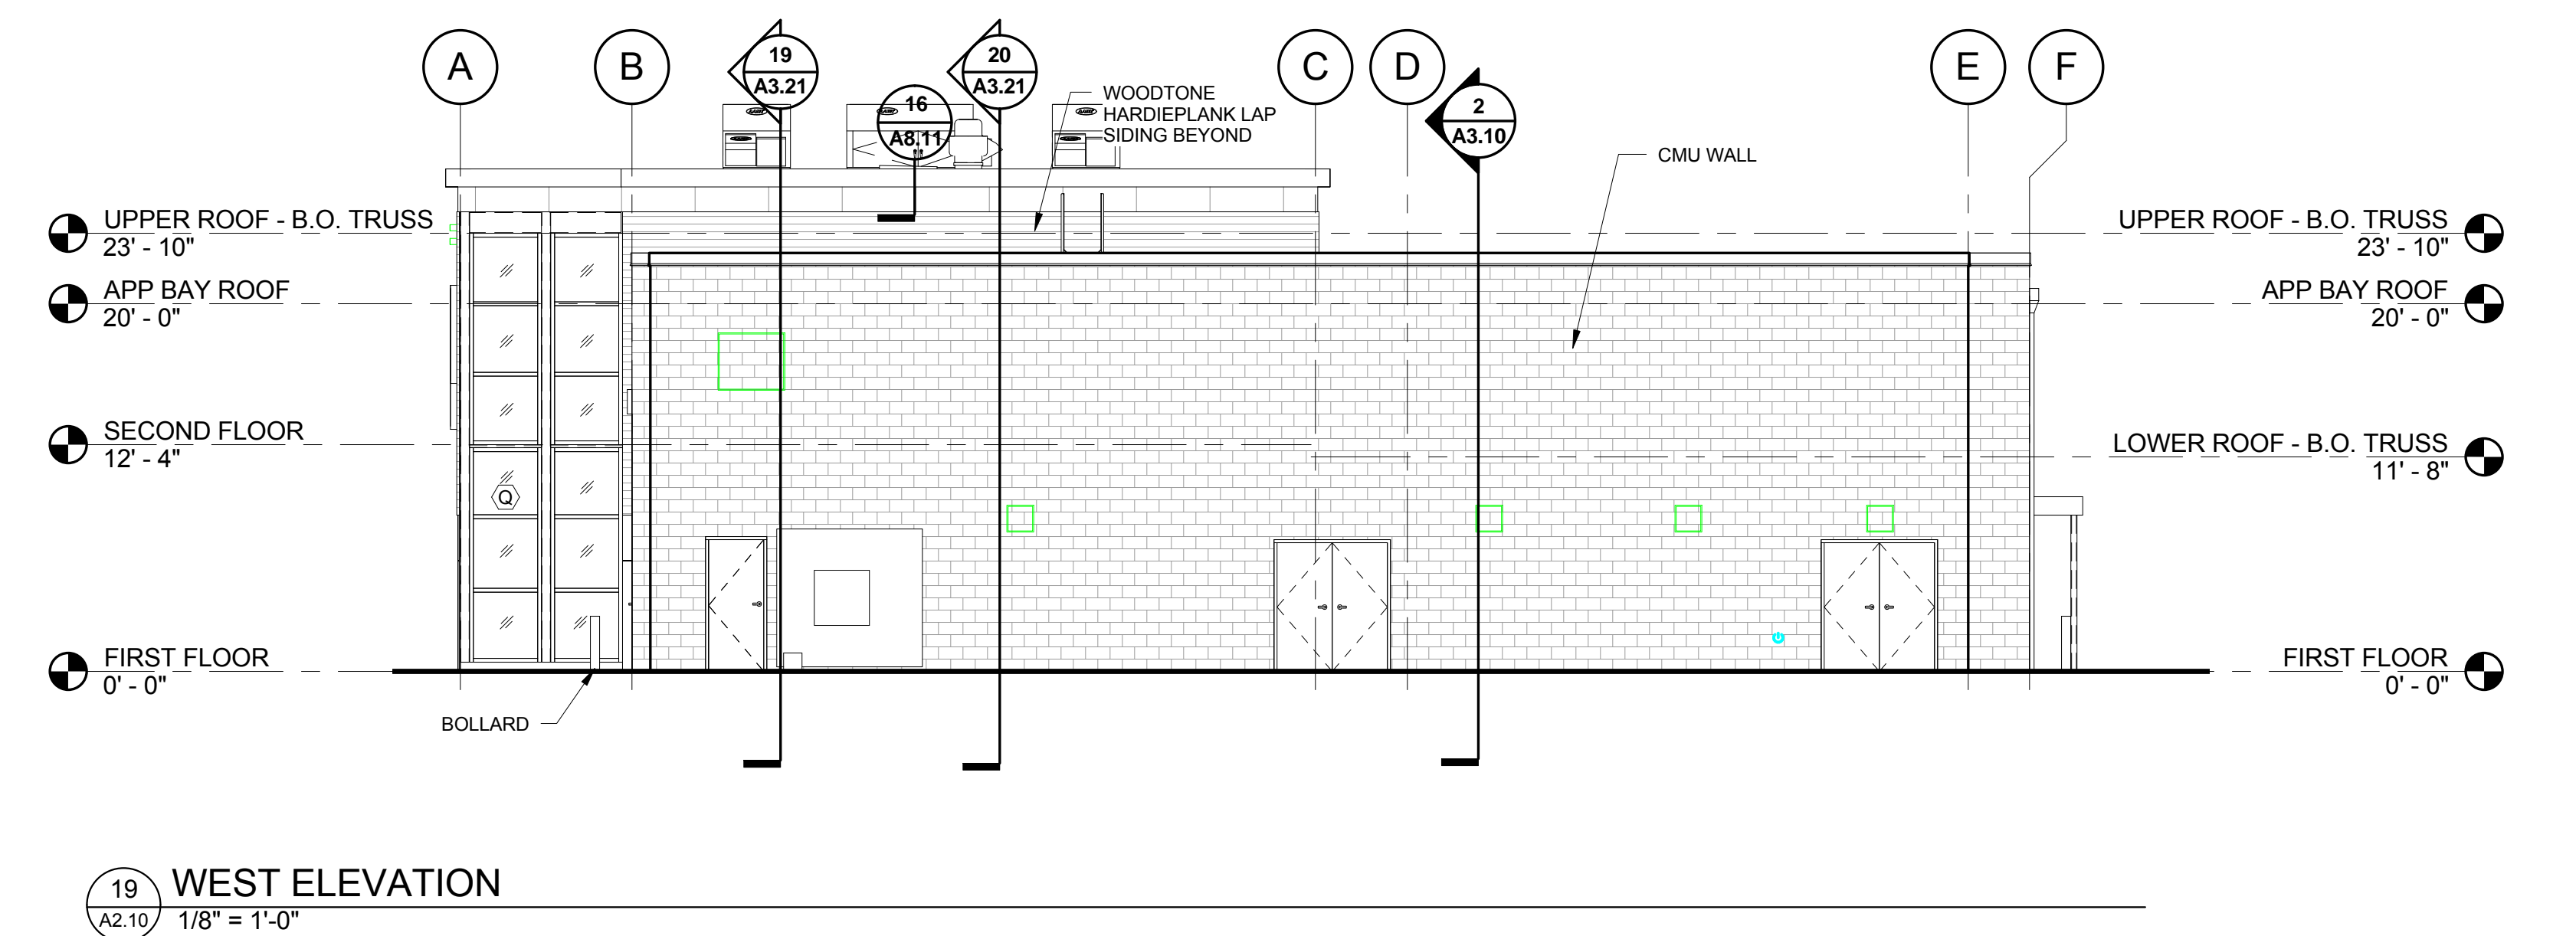 A
B
19
A3.21
16
A8.11
20
A3.21
C
D
2
A3.10
E
F
WOODTONE
HARDIEPLANK LAP
SIDING BEYOND
CMU WALL
UPPER ROOF - B.O. TRUSS
23' - 10"
APP BAY ROOF
20' - 0"
SECOND FLOOR
12' - 4"
FIRST FLOOR
0' - 0"
Q
BOLLARD
UPPER ROOF - B.O. TRUSS
23' - 10"
APP BAY ROOF
20' - 0"
LOWER ROOF - B.O. TRUSS
11' - 8"
FIRST FLOOR
0' - 0"
19
A2.10
WEST ELEVATION
1/8" = 1'-0"